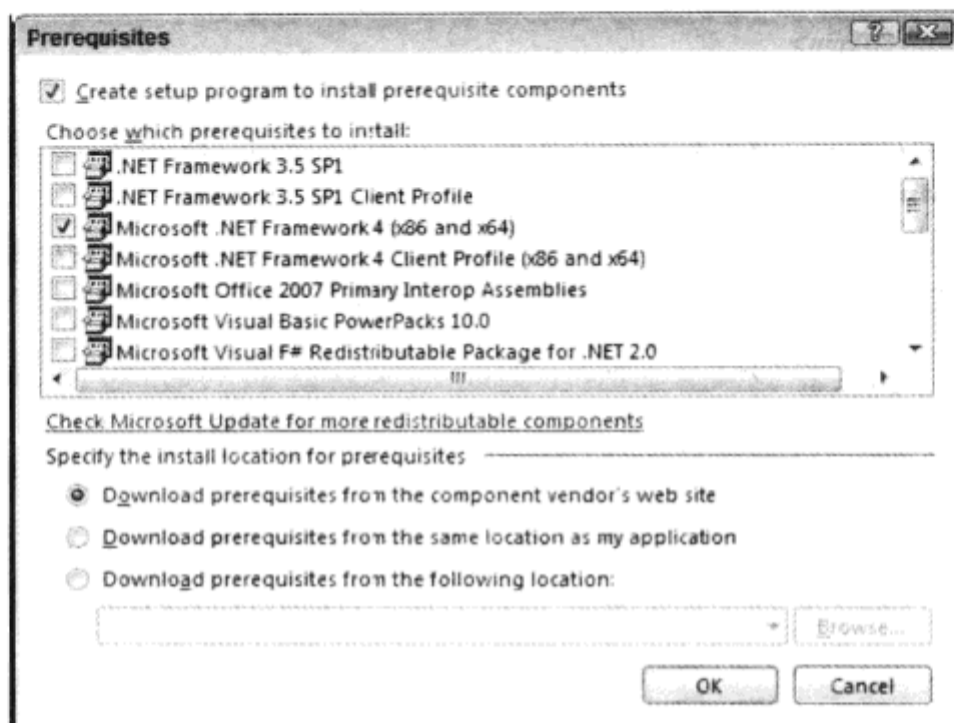 Prerequisites
Create setup program to install prerequisite components
Choose which prerequisites to install:
.NET Framework 3.5 SP1
.NET Framework 3.5 SP1 Client Profile
Microsoft .NET Framework 4 (x86 and x64)
Microsoft .NET Framework 4 Client Profile (x86 and x64)
Microsoft Office 2007 Primary Interop Assemblies
Microsoft Visual Basic PowerPacks 10.0
Microsoft Visual F# Redistributable Package for .NET 2.0
Check Microsoft Update for more redistributable components
Specify the install location for prerequisites
Download prerequisites from the component vendor's web site
Download prerequisites from the same location as my application
Download prerequisites from the following location:
Browse...
OK Cancel